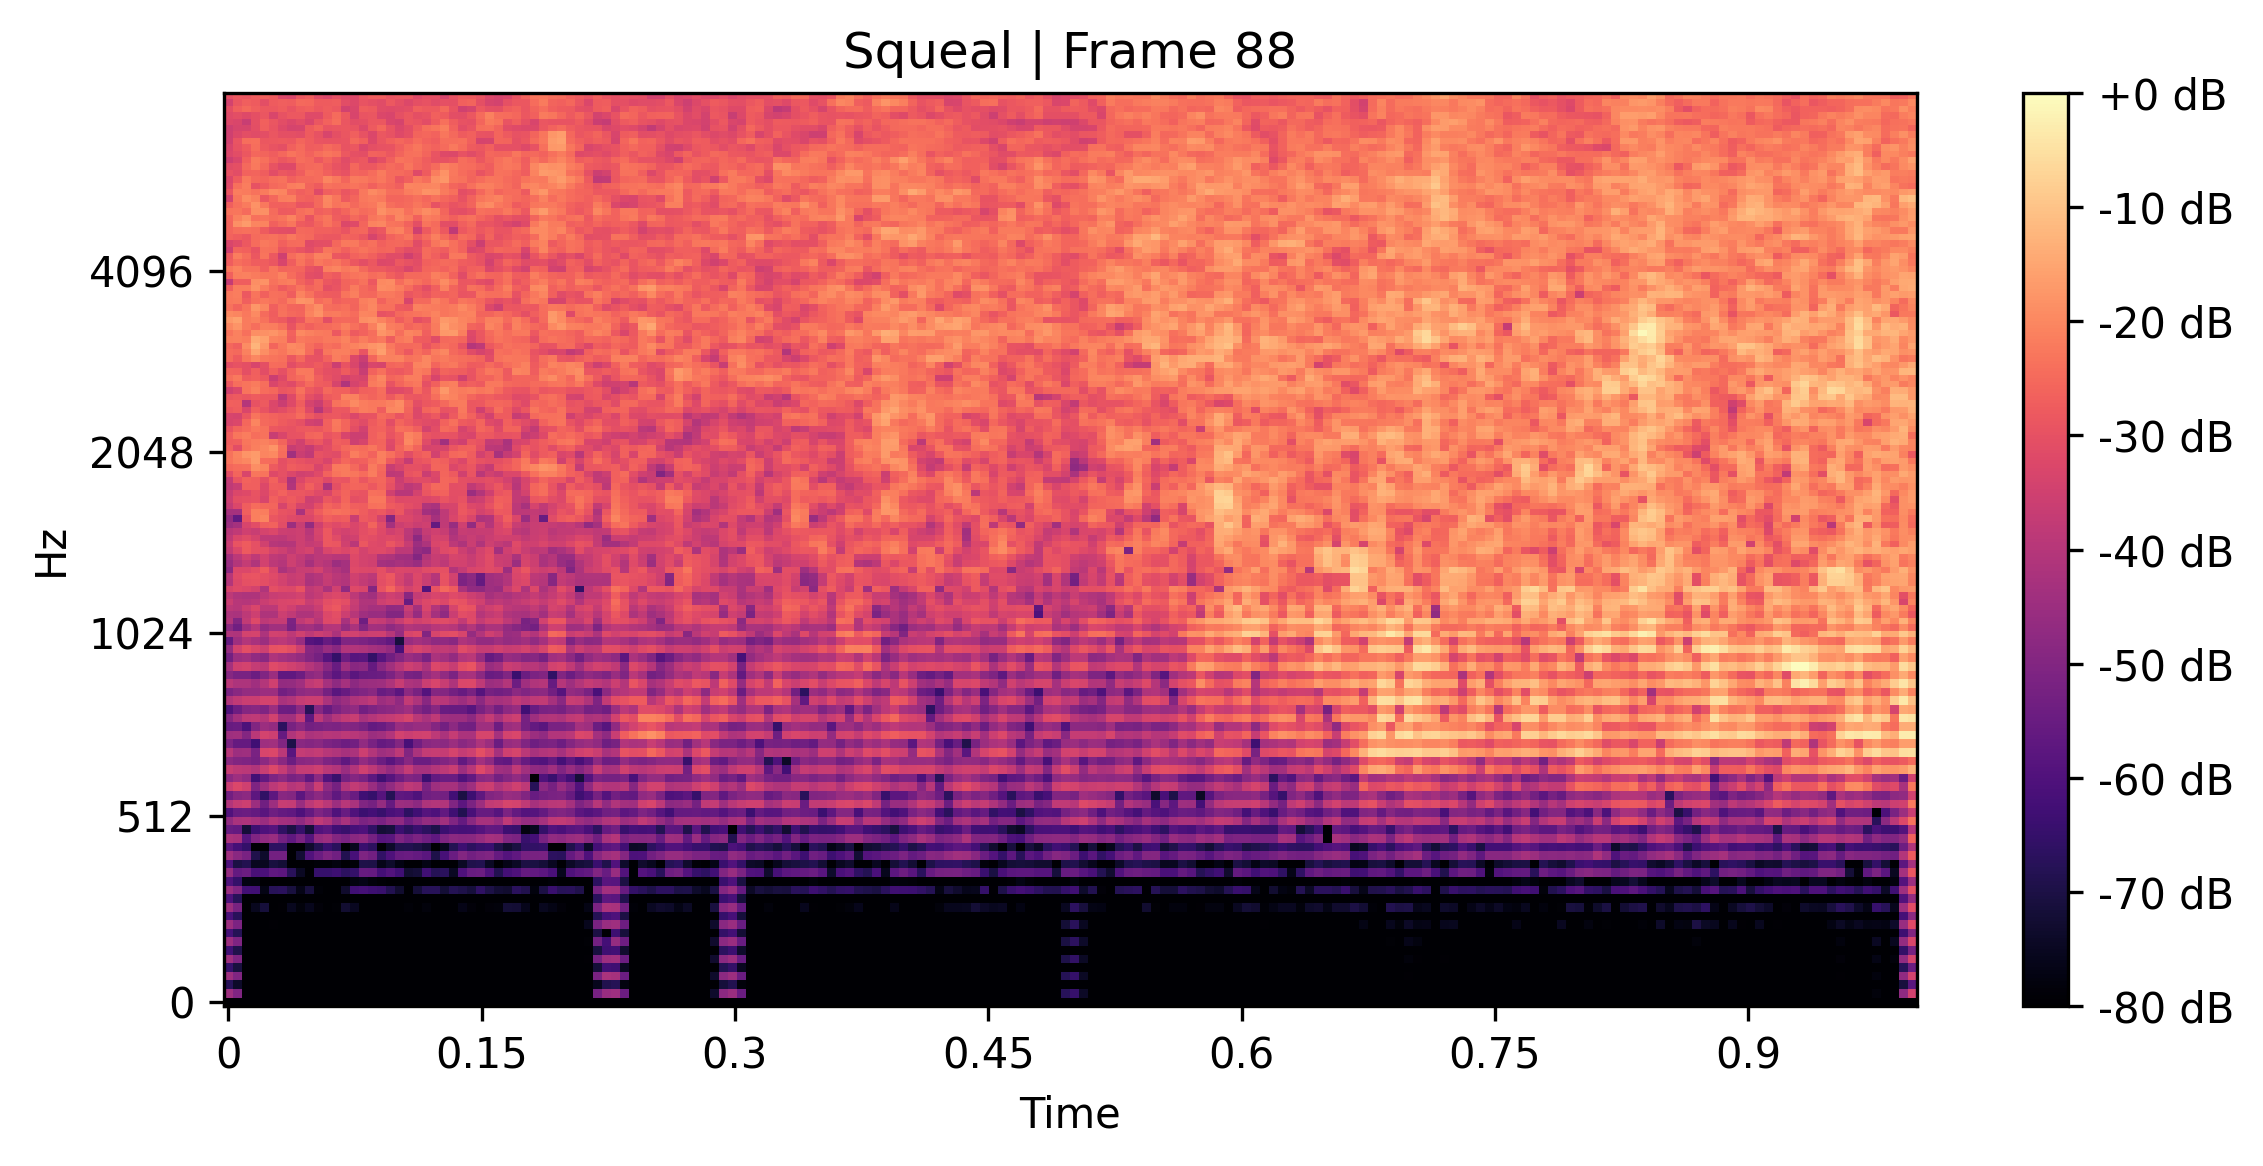 Squeal | Frame 88
Hz
4096
2048
1024
512
0
0 0.15 0.3 0.45 0.6 0.75 0.9
Time
+0 dB
-10 dB
-20 dB
-30 dB
-40 dB
-50 dB
-60 dB
-70 dB
-80 dB